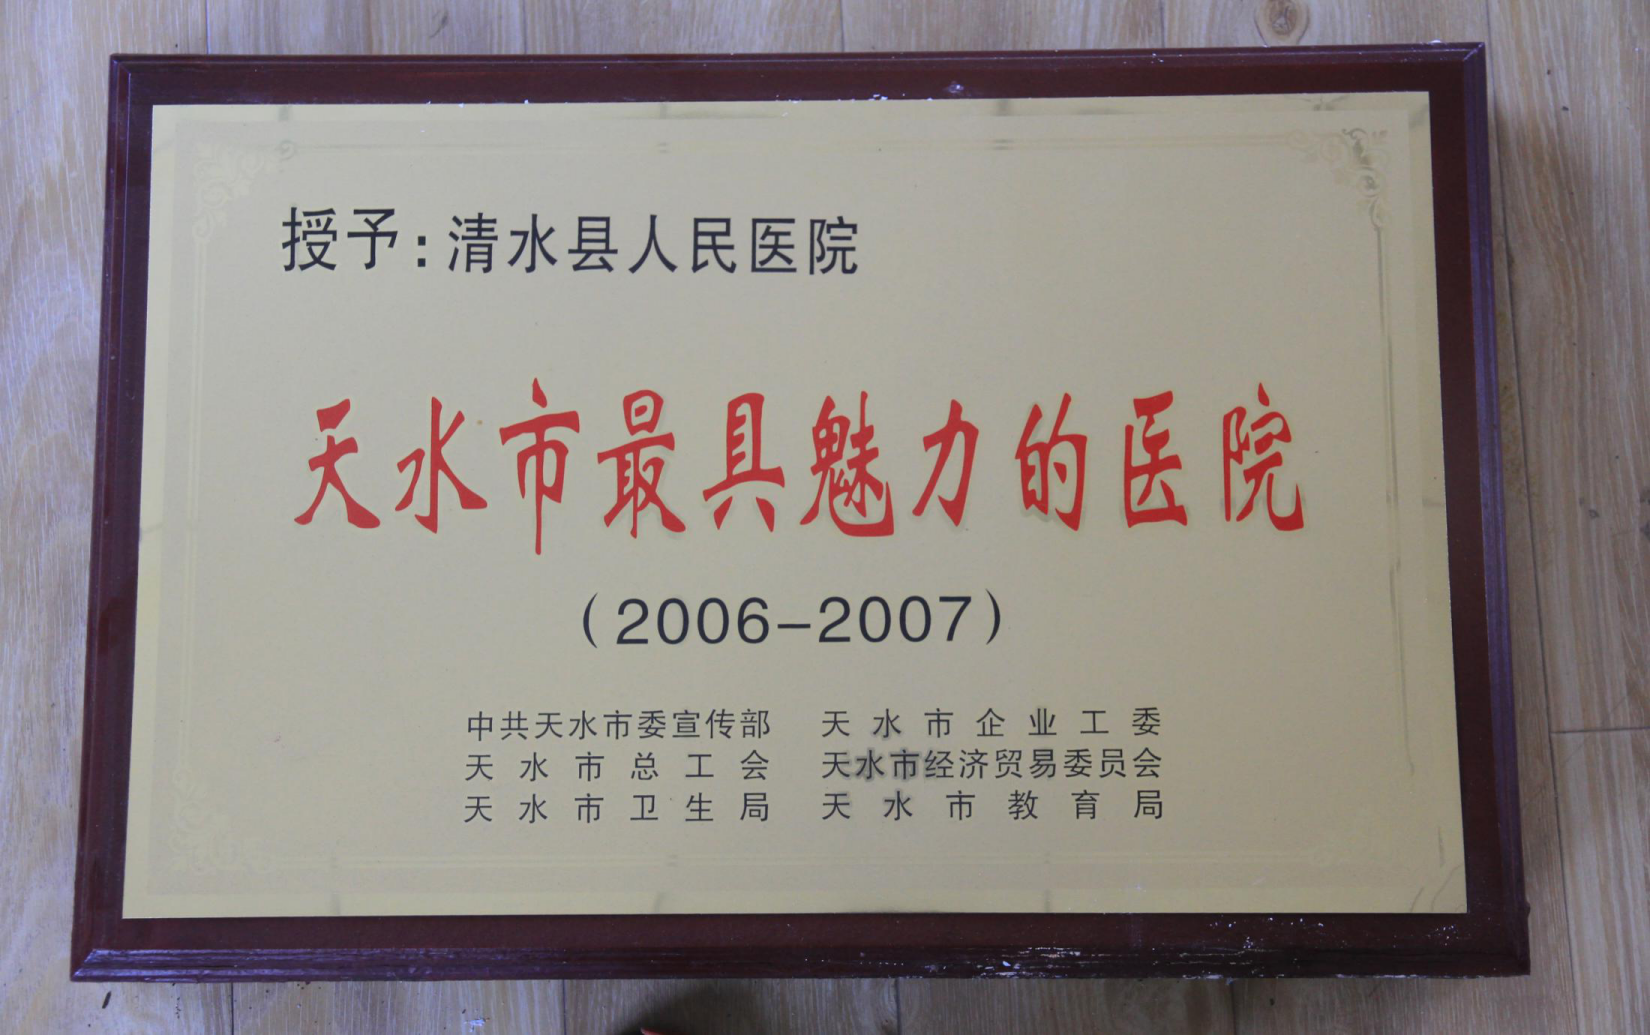 授予:清水县人民医院
天水市最具魅力的医院
(2006-2007)
中共天水市委宣传部 天水市企业工委
天水市总工会 天水市经济贸易委员会
天水市卫生局 天水市教育局